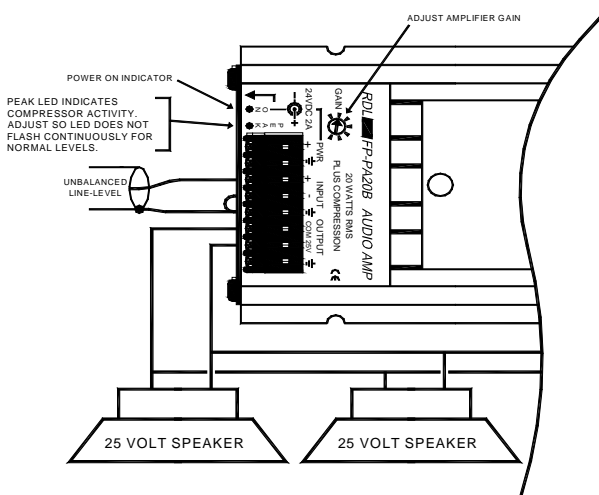 ADJUST AMPLIFIER GAIN
POWER ON INDICATOR
PEAK LED INDICATES
COMPRESSOR ACTIVITY.
ADJUST SO LED DOES NOT
FLASH CONTINUOUSLY FOR
NORMAL LEVELS.
UNBALANCED
LINE-LEVEL
ON
PEAK
24VDC 2A
GAIN
RDL FP-PA20B AUDIO AMP
20 WATTS RMS
PLUS COMPRESSION
CE
PWR INPUT OUTPUT
+ ⏚ + - ⏚ COM 25V ⏚
25 VOLT SPEAKER
25 VOLT SPEAKER